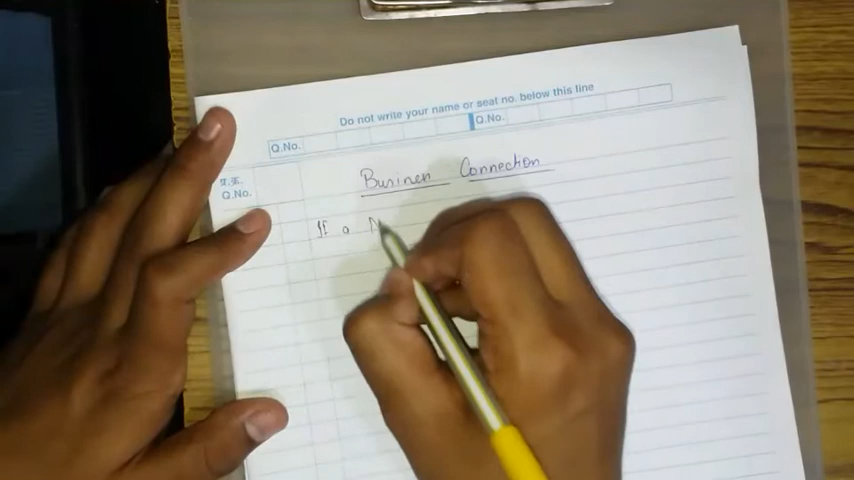 Do not write your name or seat no. below this line
Q.No. Q.No.
प्र.क्र.
Q.No.
Business Connection
If a N